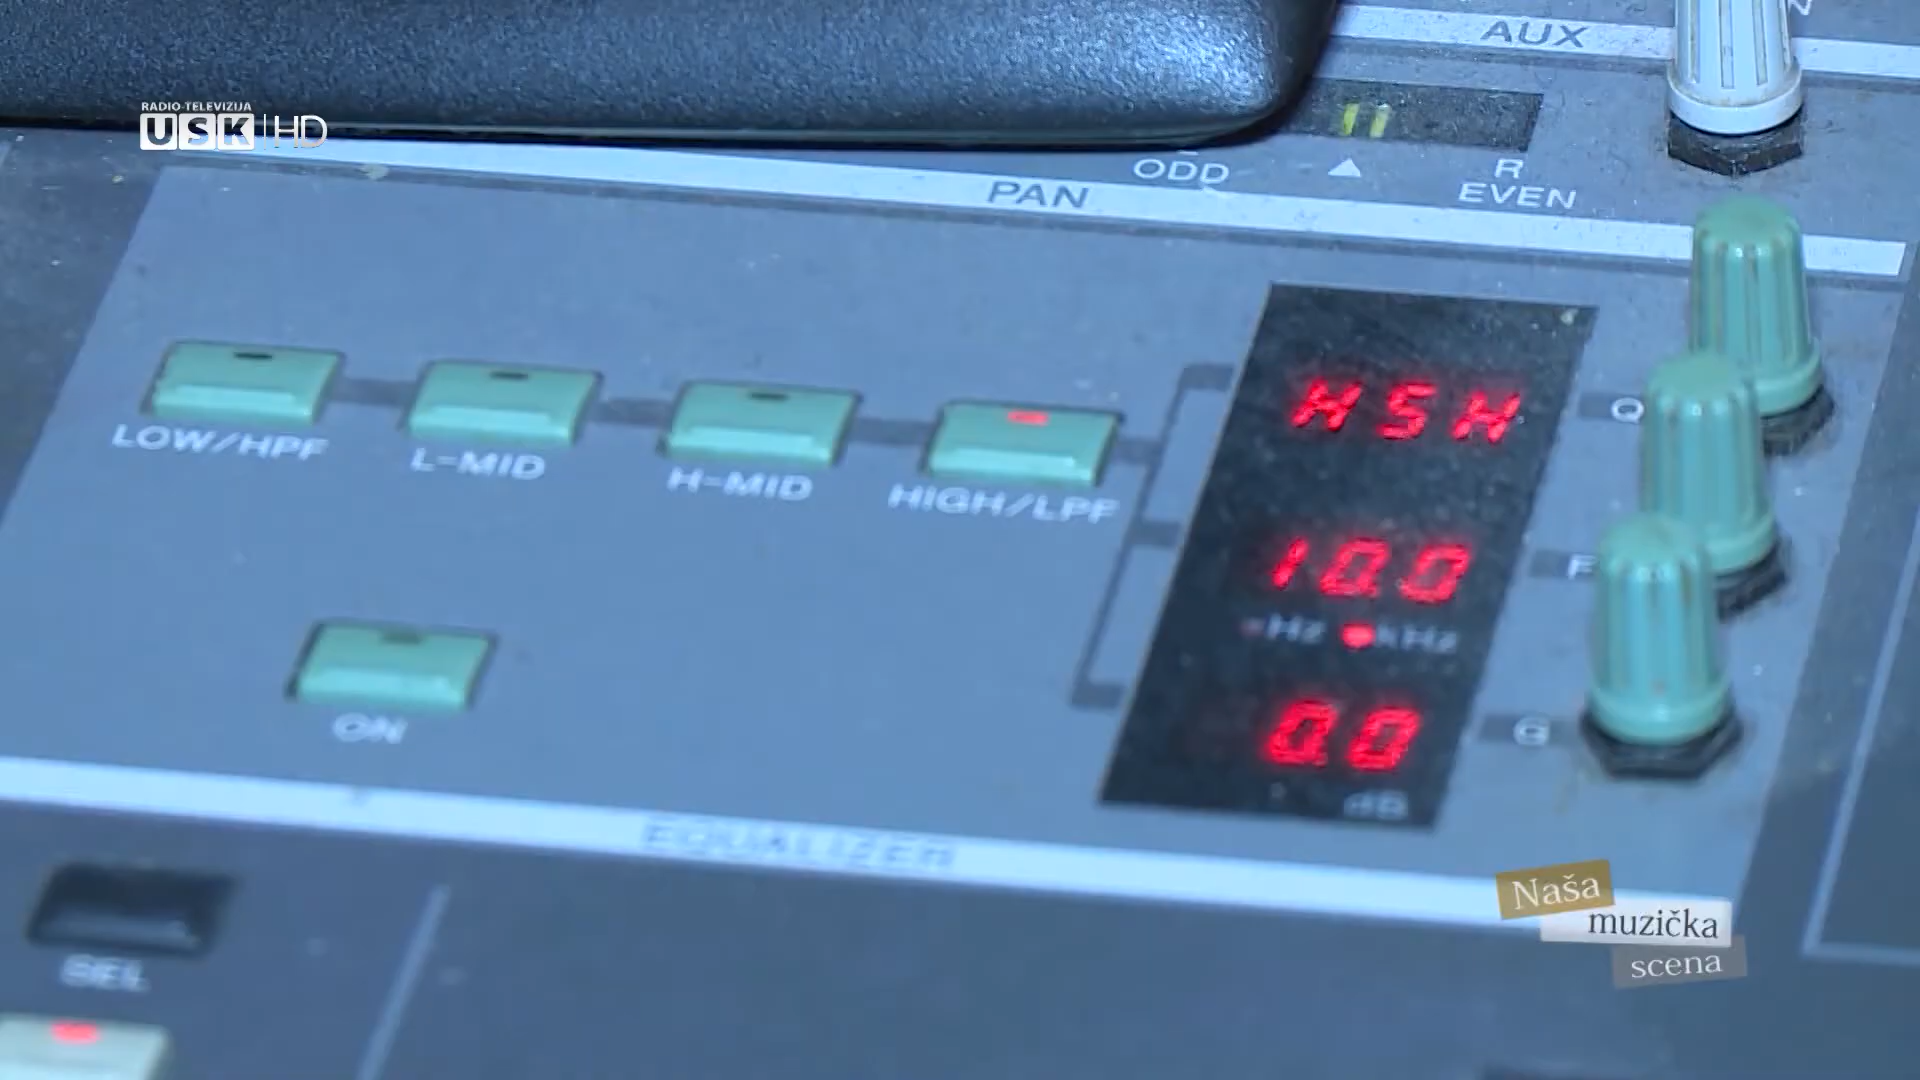 AUX
RADIO-TELEVIZIJA
USK HD
ODD
R
EVEN
PAN
HSH
LOW/HPF
L-MID
H-MID
HIGH/LPF
Q
10.0
F
Hz kHz
0.0
ON
G
dB
EQUALIZER
Naša
muzička
scena
SEL